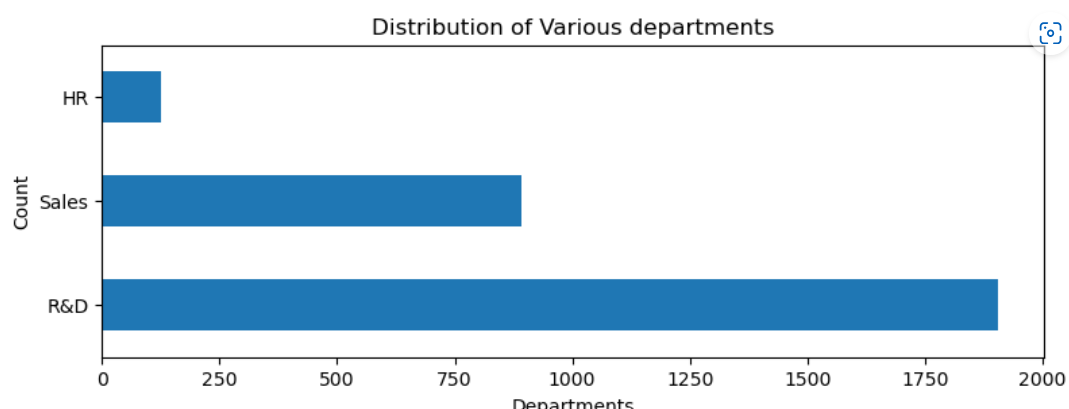 Distribution of Various departments
HR
Sales
R&D
Count
0 250 500 750 1000 1250 1500 1750 2000
Departments